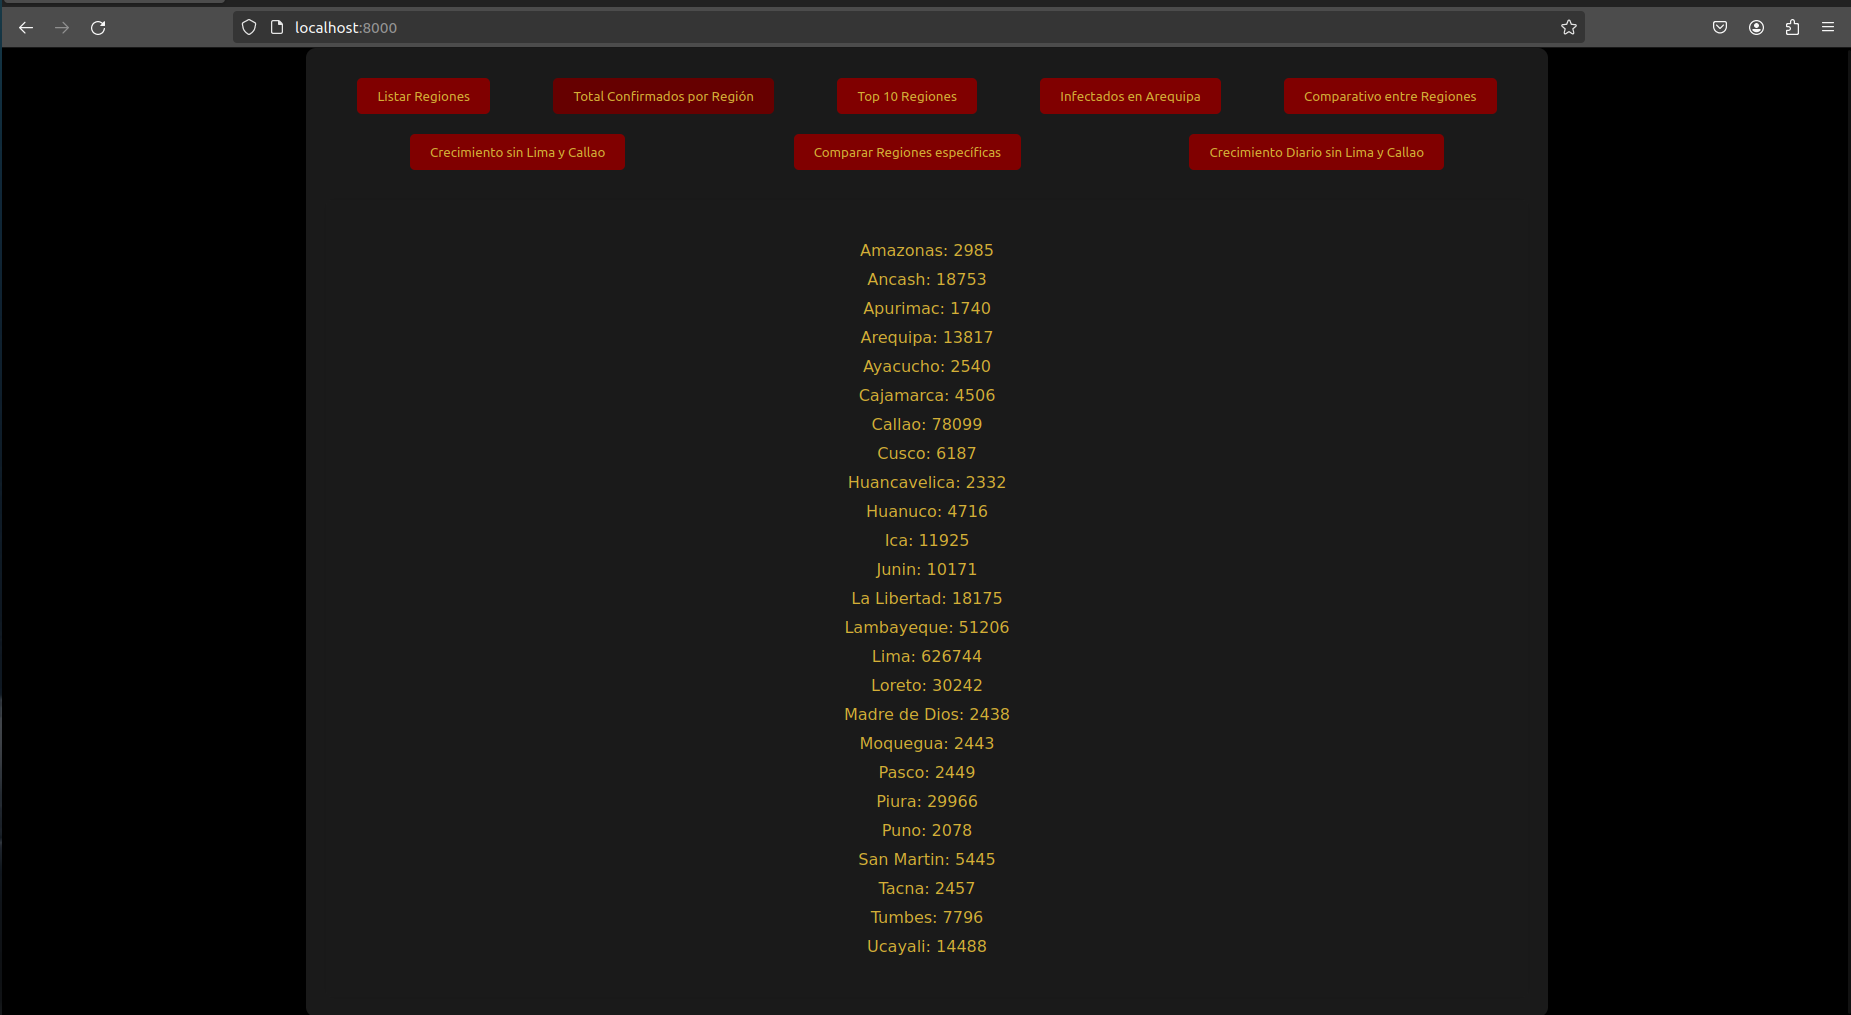 localhost:8000
Listar Regiones Total Confirmados por Región Top 10 Regiones Infectados en Arequipa Comparativo entre Regiones
Crecimiento sin Lima y Callao Comparar Regiones específicas Crecimiento Diario sin Lima y Callao
Amazonas: 2985
Ancash: 18753
Apurimac: 1740
Arequipa: 13817
Ayacucho: 2540
Cajamarca: 4506
Callao: 78099
Cusco: 6187
Huancavelica: 2332
Huanuco: 4716
Ica: 11925
Junin: 10171
La Libertad: 18175
Lambayeque: 51206
Lima: 626744
Loreto: 30242
Madre de Dios: 2438
Moquegua: 2443
Pasco: 2449
Piura: 29966
Puno: 2078
San Martin: 5445
Tacna: 2457
Tumbes: 7796
Ucayali: 14488